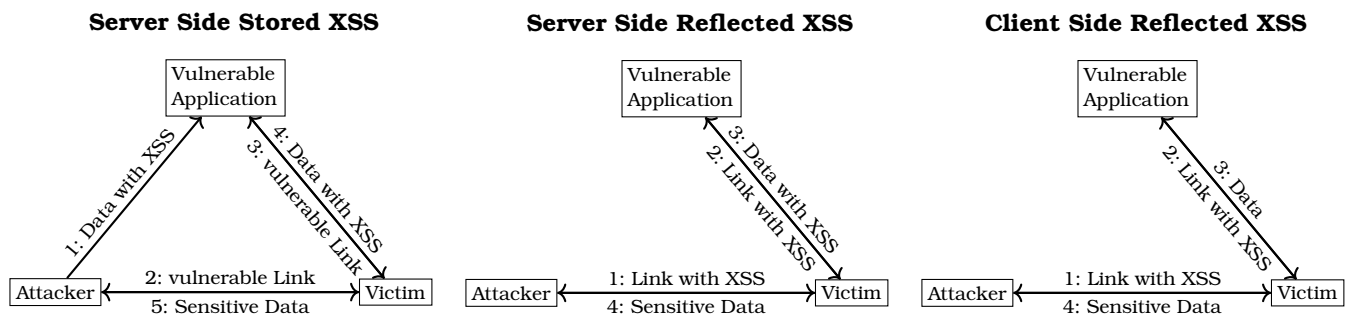 Server Side Stored XSS
Vulnerable
Application
1: Data with XSS
4: Data with XSS
3: vulnerable Link
2: vulnerable Link
Attacker
Victim
5: Sensitive Data
Server Side Reflected XSS
Vulnerable
Application
3: Data with XSS
2: Link with XSS
1: Link with XSS
Attacker
Victim
4: Sensitive Data
Client Side Reflected XSS
Vulnerable
Application
3: Data
2: Link with XSS
1: Link with XSS
Attacker
Victim
4: Sensitive Data